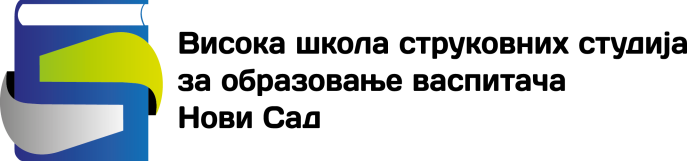 Висока школа струковних студија
за образовање васпитача
Нови Сад